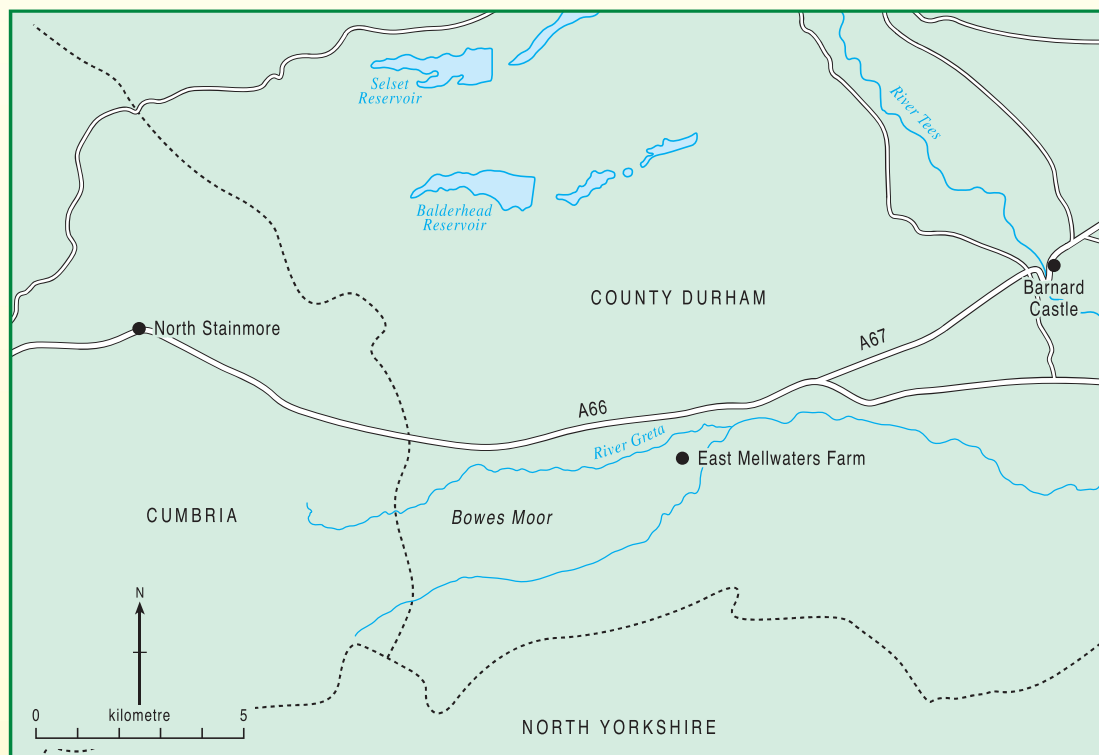 Selset
Reservoir
River Tees
Balderhead
Reservoir
COUNTY DURHAM
Barnard
Castle
North Stainmore
A67
A66
River Greta
East Mellwaters Farm
CUMBRIA
Bowes Moor
N
0 kilometre 5
NORTH YORKSHIRE